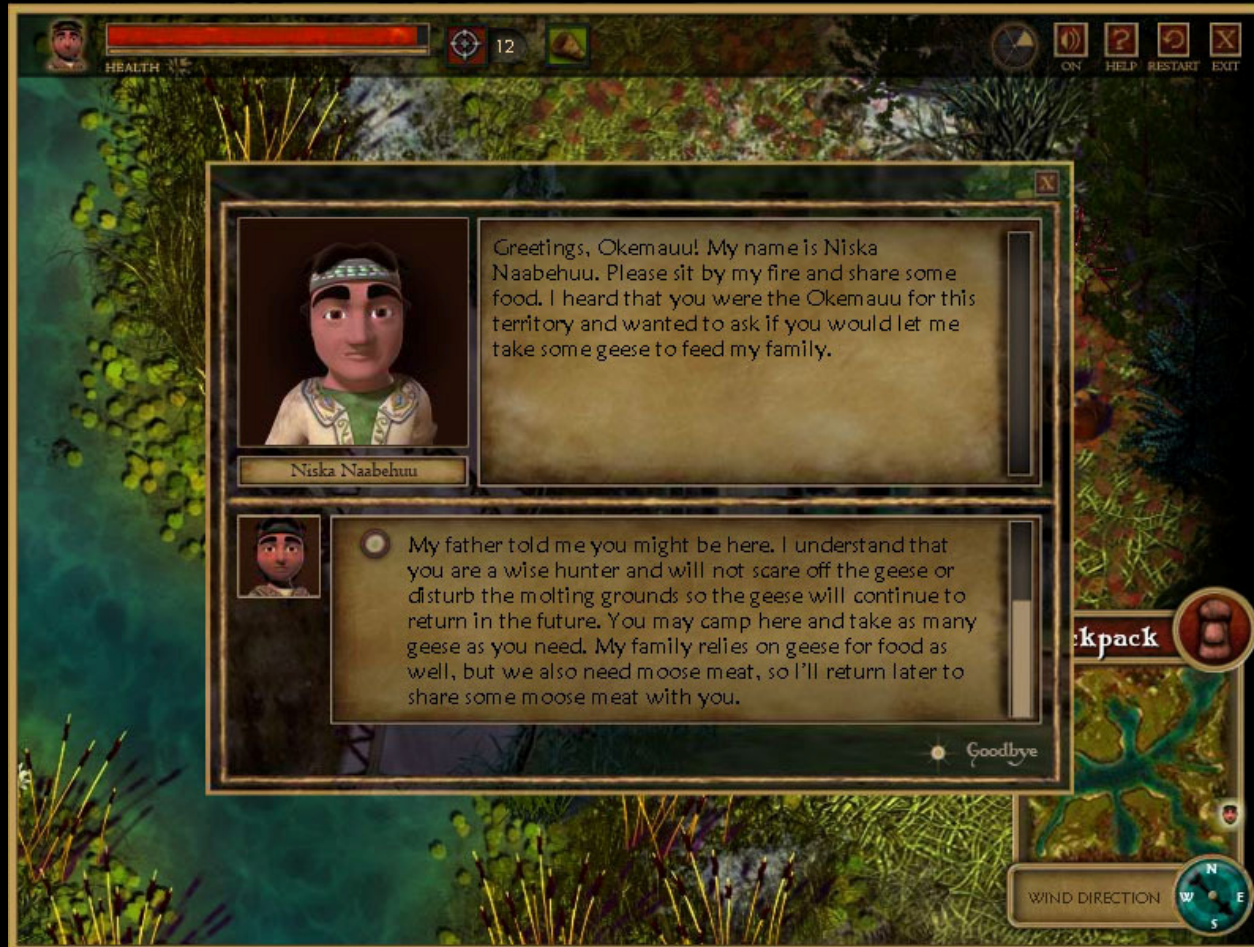 HEALTH
12
ON
HELP
RESTART
EXIT
X
Greetings, Okemauu! My name is Niska
Naabehuu. Please sit by my fire and share some
food. I heard that you were the Okemauu for this
territory and wanted to ask if you would let me
take some geese to feed my family.
Niska Naabehuu
My father told me you might be here. I understand that
you are a wise hunter and will not scare off the geese or
disturb the molting grounds so the geese will continue to
return in the future. You may camp here and take as many
geese as you need. My family relies on geese for food as
well, but we also need moose meat, so I'll return later to
share some moose meat with you.
Goodbye
ckpack
WIND DIRECTION
N
W
E
S